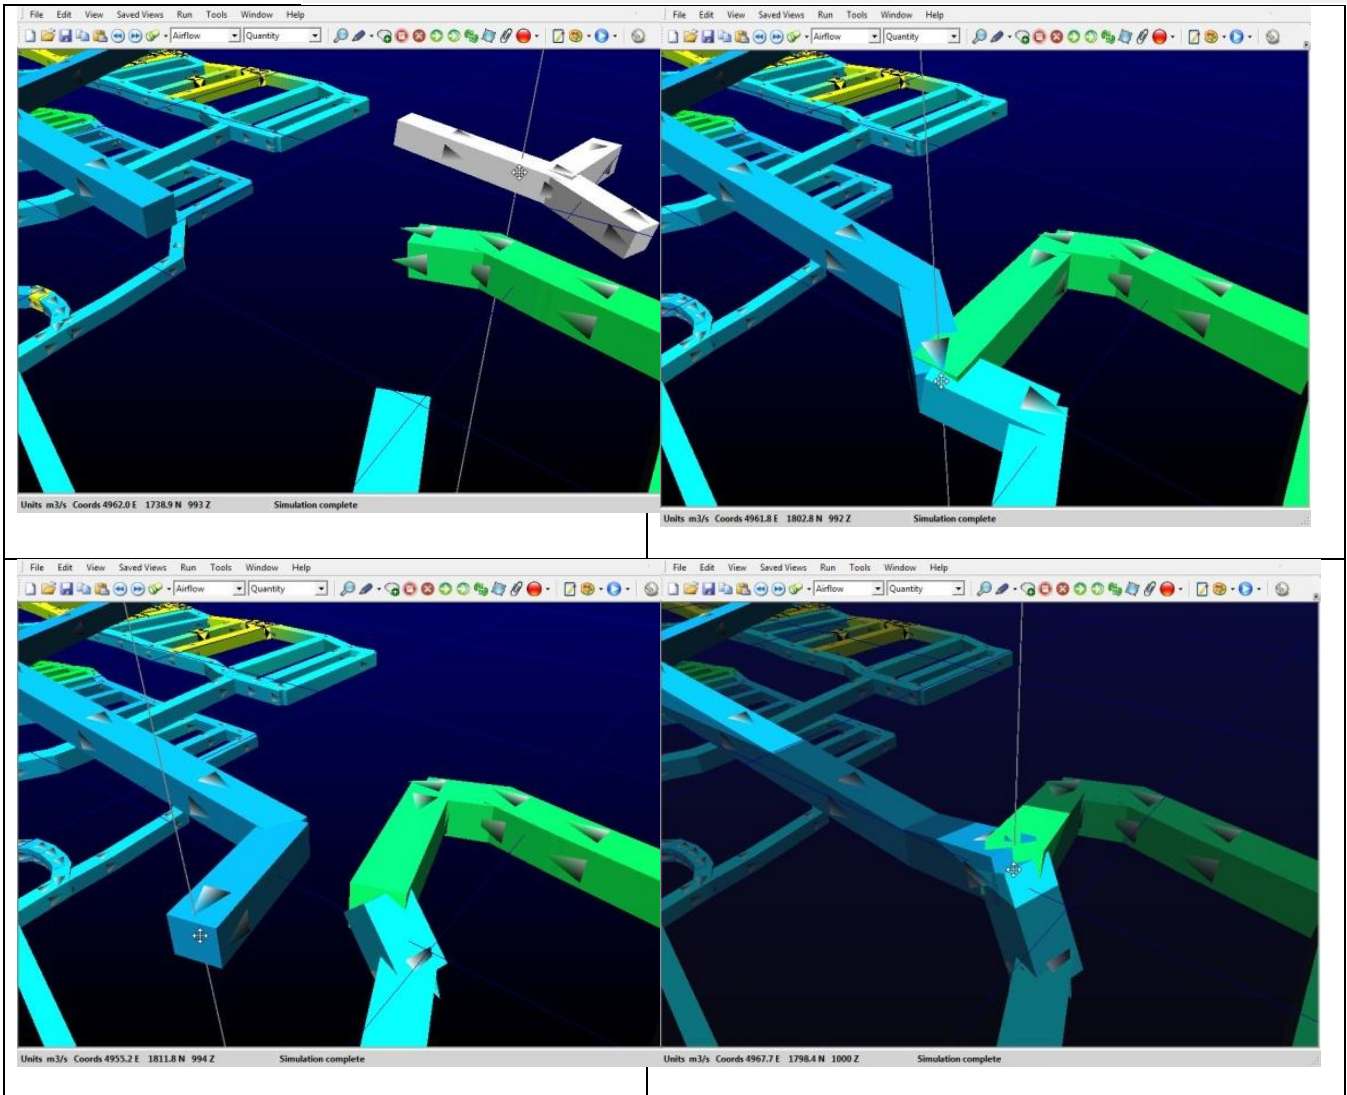 File Edit View Saved Views Run Tools Window Help
Airflow Quantity
Units m3/s Coords 4962.0 E 1738.9 N 993 Z Simulation complete
File Edit View Saved Views Run Tools Window Help
Airflow Quantity
Units m3/s Coords 4961.8 E 1802.8 N 992 Z Simulation complete
File Edit View Saved Views Run Tools Window Help
Airflow Quantity
Units m3/s Coords 4955.2 E 1811.8 N 994 Z Simulation complete
File Edit View Saved Views Run Tools Window Help
Airflow Quantity
Units m3/s Coords 4967.7 E 1798.4 N 1000 Z Simulation complete